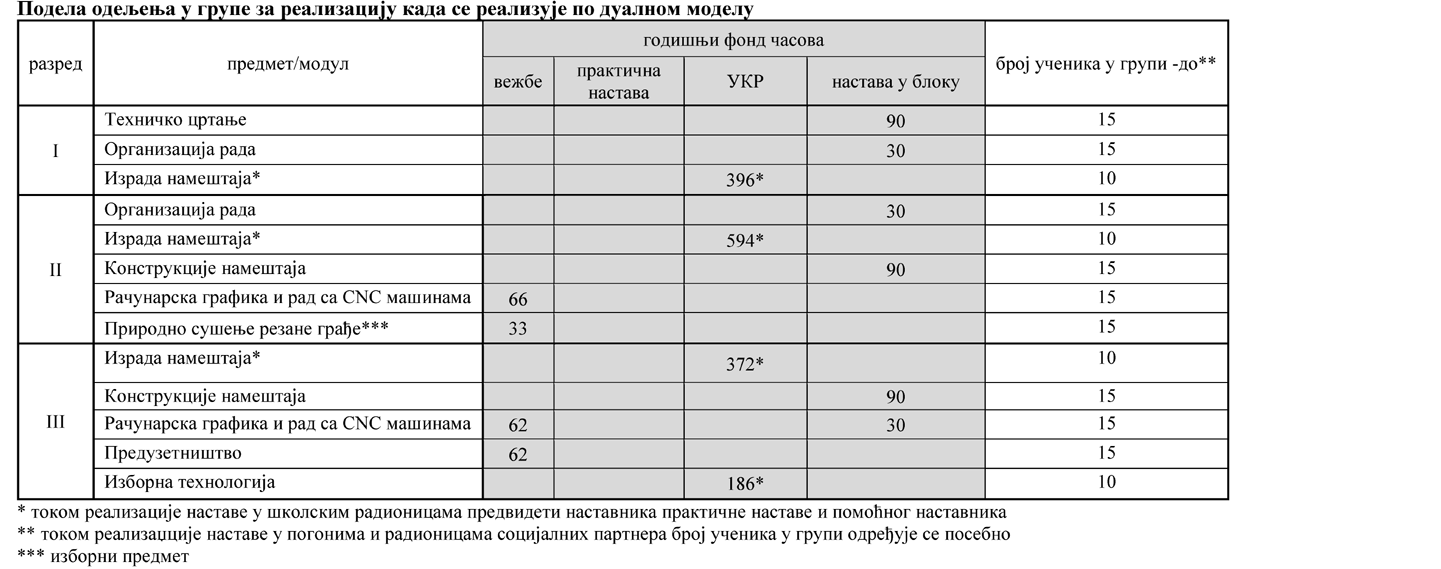 Подела одељења у групе за реализацију када се реализује по дуалном моделу
разред предмет/модул годишњи фонд часова број ученика у групи -до**
вежбе практична настава УКР настава у блоку
I Техничко цртање 90 15
Организација рада 30 15
Израда намештаја* 396* 10
II Организација рада 30 15
Израда намештаја* 594* 10
Конструкције намештаја 90 15
Рачунарска графика и рад са CNC машинама 66 15
Природно сушење резане грађе*** 33 15
III Израда намештаја* 372* 10
Конструкције намештаја 90 15
Рачунарска графика и рад са CNC машинама 62 30 15
Предузетништво 62 15
Изборна технологија 186* 10
* током реализације наставе у школским радионицама предвидети наставника практичне наставе и помоћног наставника
** током реализаџције наставе у погонима и радионицама социјалних партнера број ученика у групи одређује се посебно
*** изборни предмет